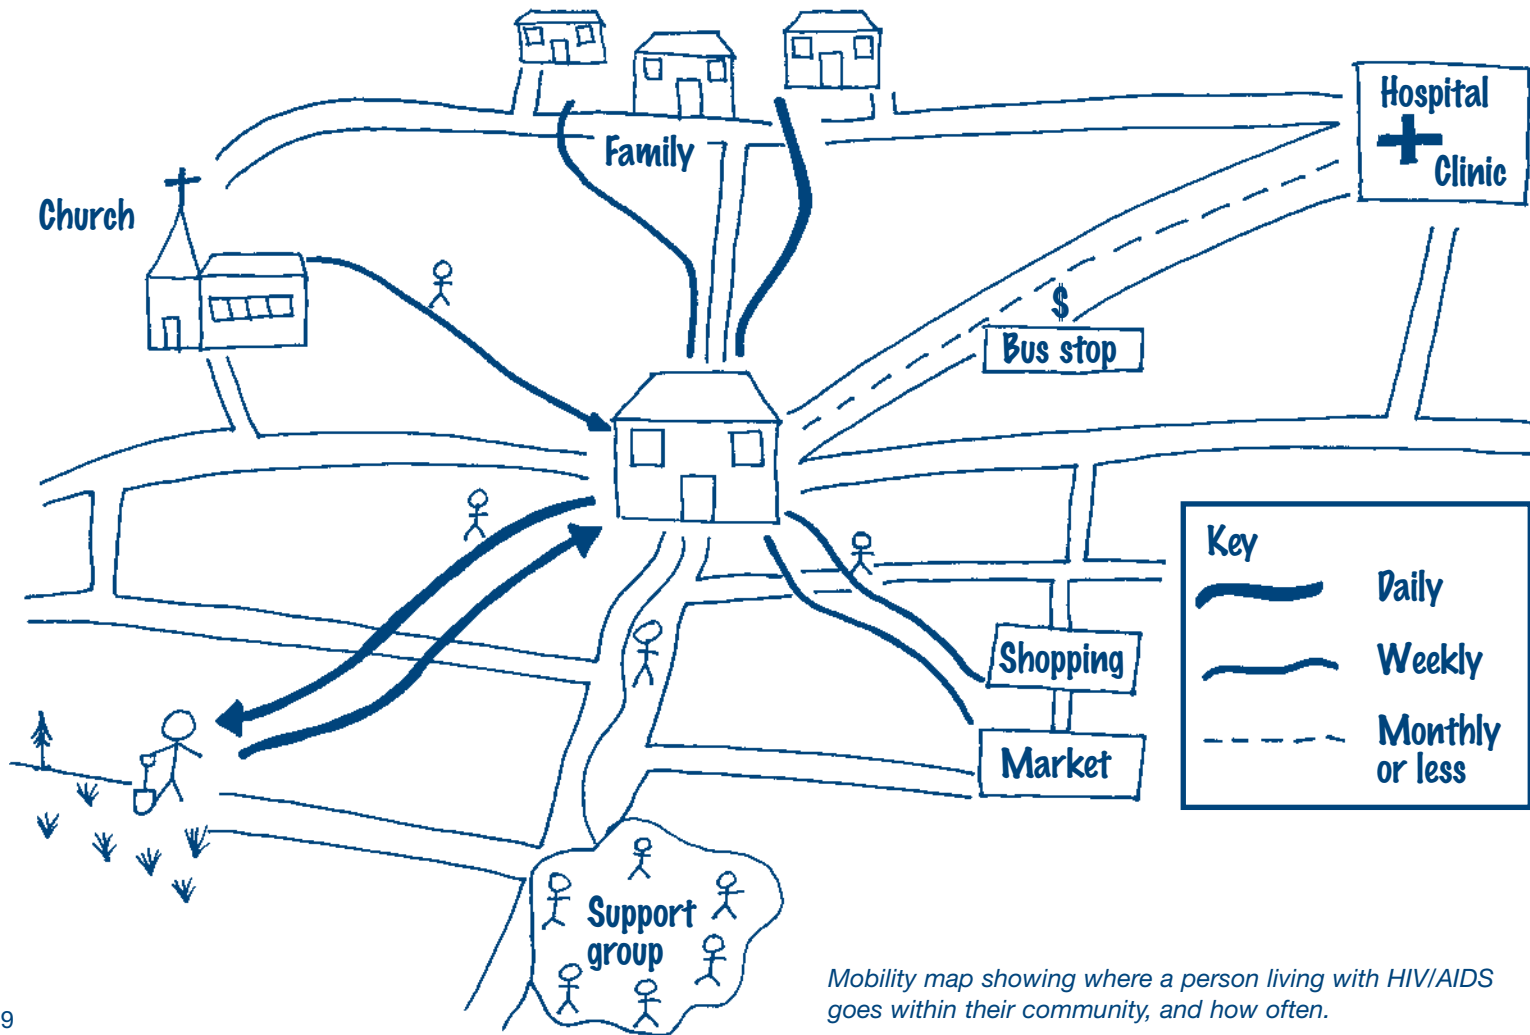 Hospital
Clinic
Family
Church
$
Bus stop
Key
Daily
Weekly
Monthly
or less
Shopping
Market
Support
group
Mobility map showing where a person living with HIV/AIDS
goes within their community, and how often.
9